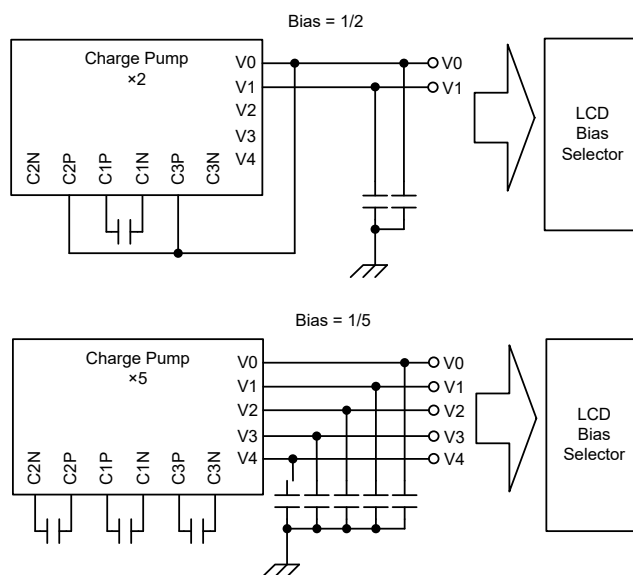 Bias = 1/2
Charge Pump
×2
V0
V1
V2
V3
V4
C2N
C2P
C1P
C1N
C3P
C3N
V0
V1
LCD
Bias
Selector
Bias = 1/5
Charge Pump
×5
V0
V1
V2
V3
V4
C2N
C2P
C1P
C1N
C3P
C3N
V0
V1
V2
V3
V4
LCD
Bias
Selector